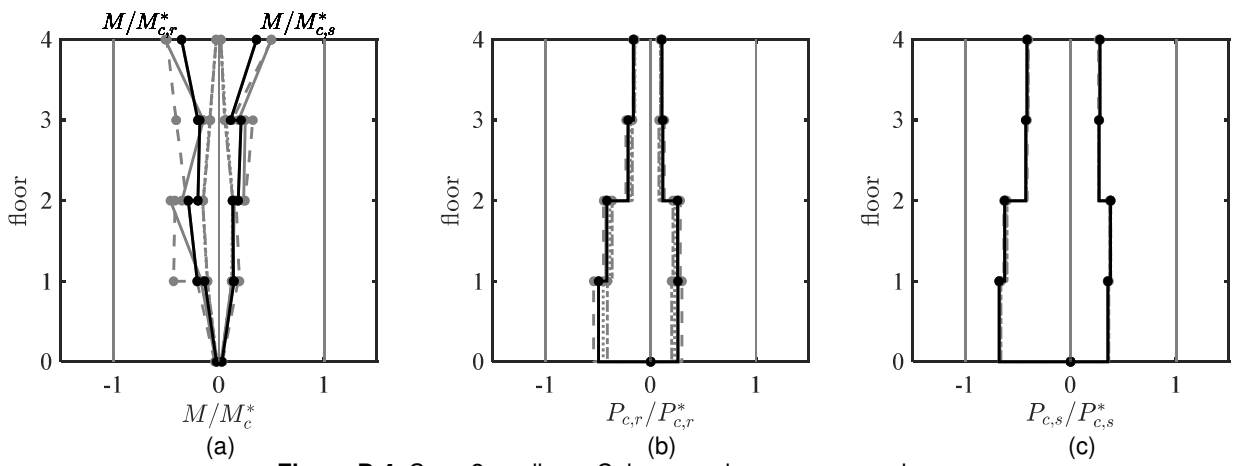 M/M*c,r M/M*c,s
4 4 4
3 3 3
floor floor floor
2 2 2
1 1 1
0 0 0
-1 0 1 -1 0 1 -1 0 1
M/M*c Pc,r/P*c,r Pc,s/P*c,s
(a) (b) (c)